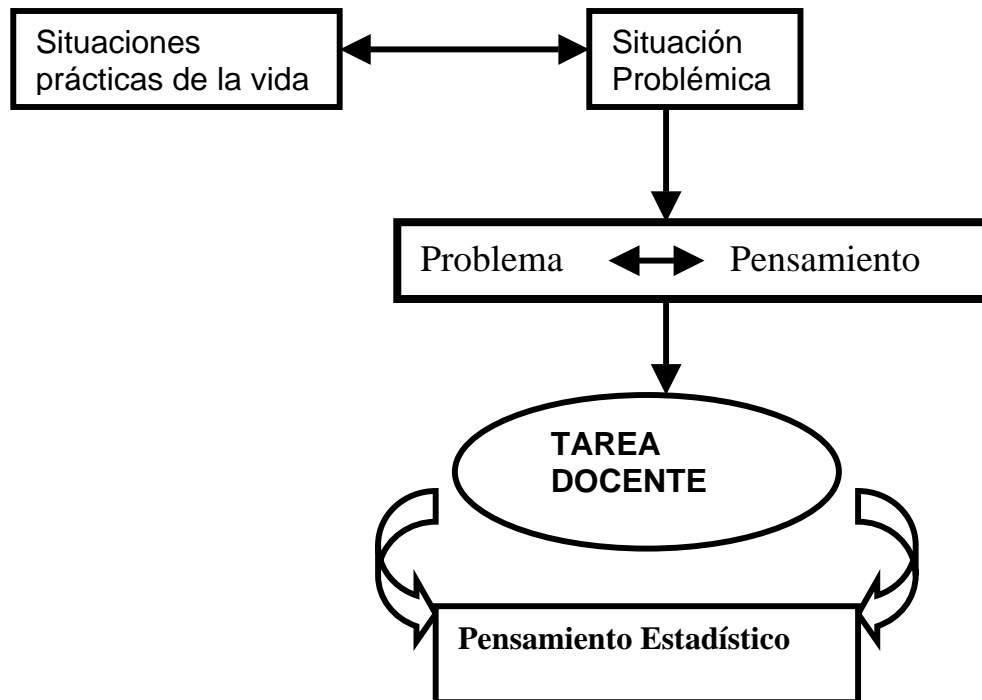 Situaciones
prácticas de la vida
Situación
Problémica
Problema Pensamiento
TAREA
DOCENTE
Pensamiento Estadístico